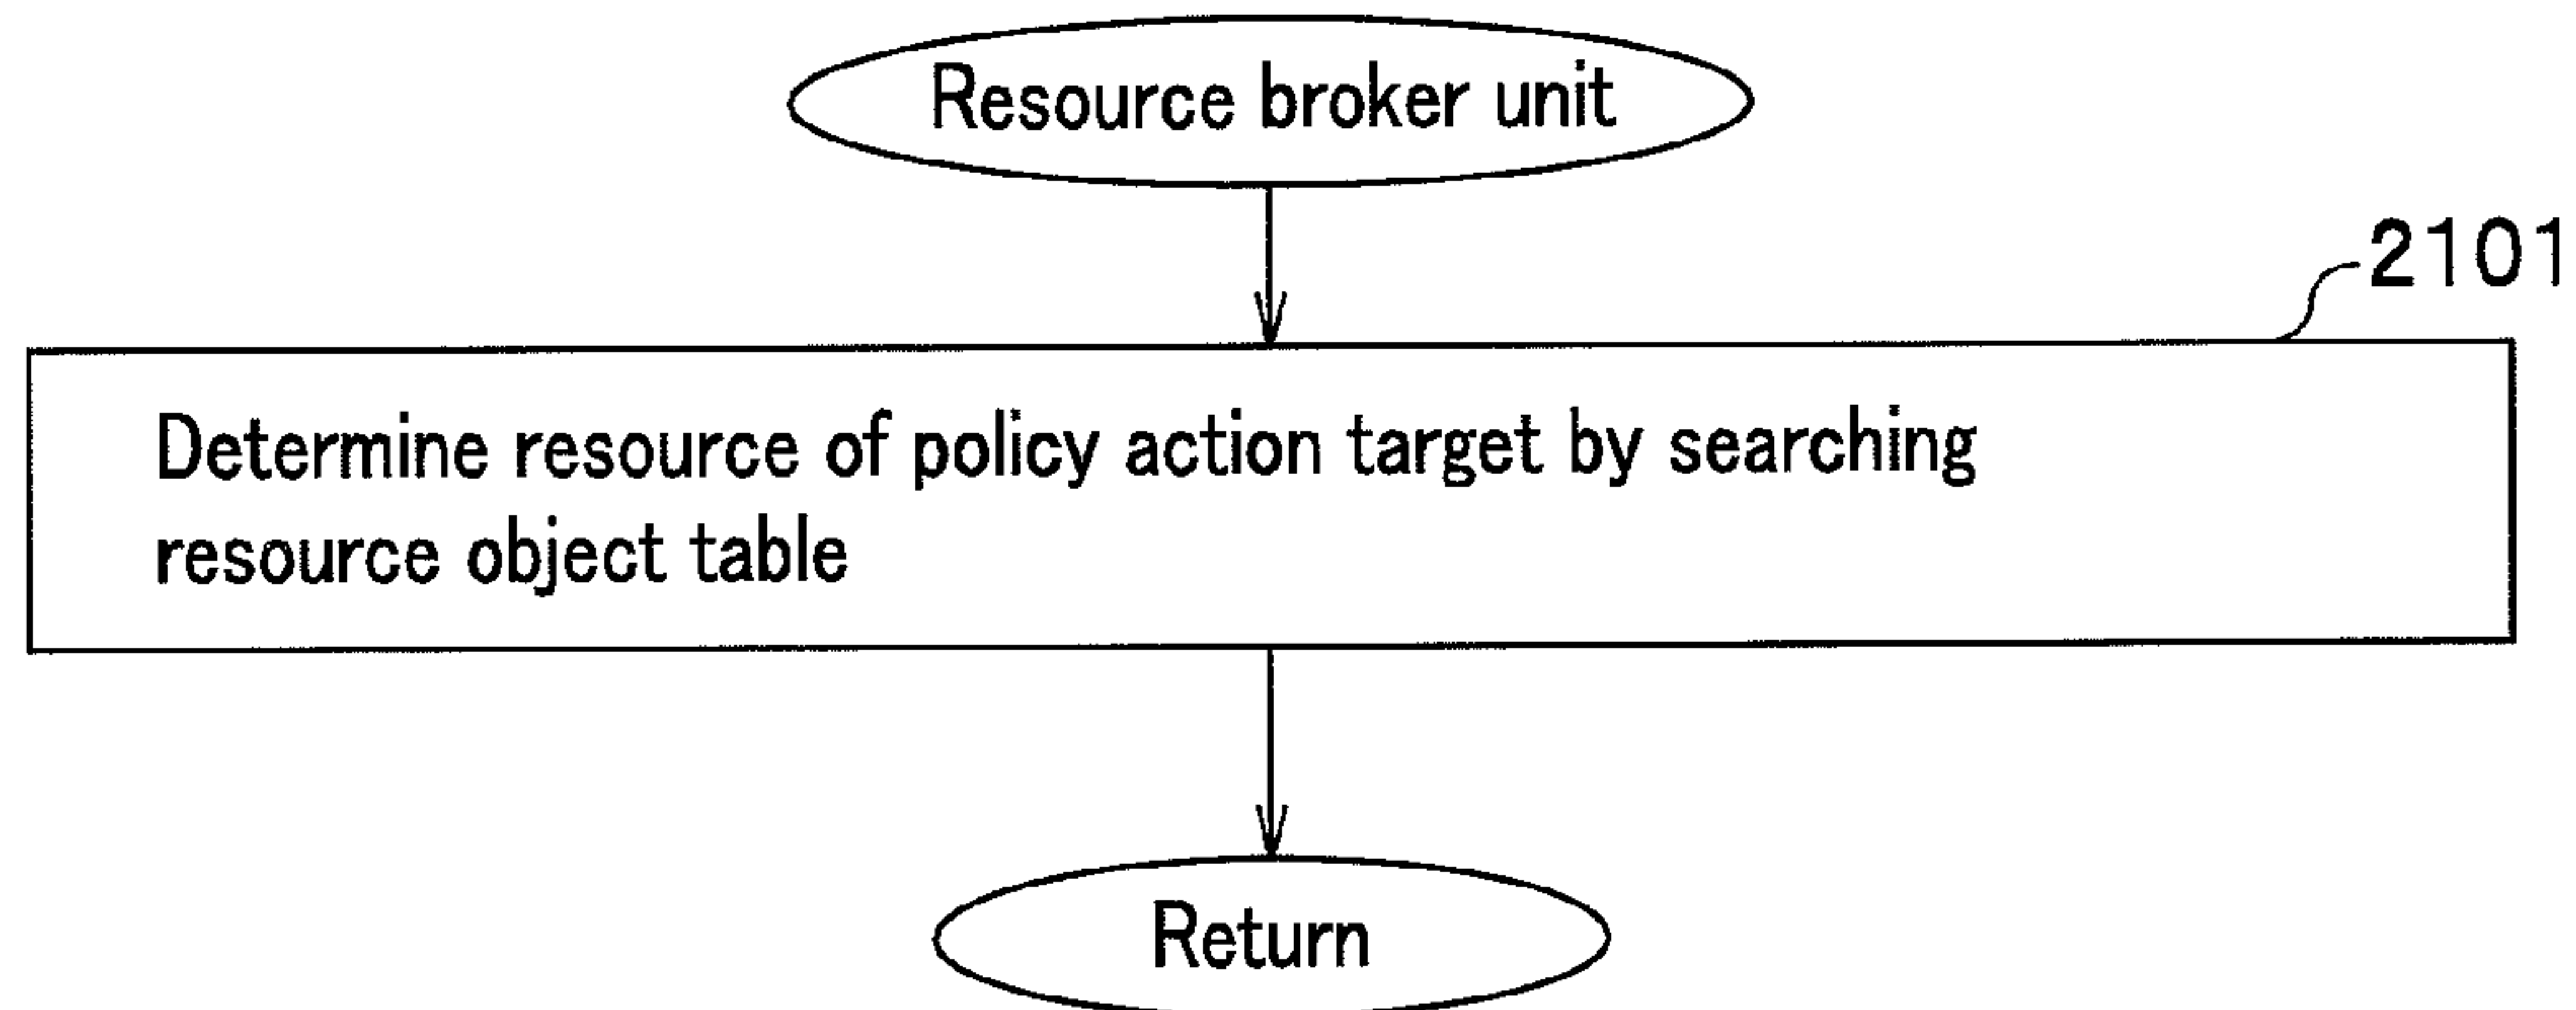 Resource broker unit
2101
Determine resource of policy action target by searching
resource object table
Return